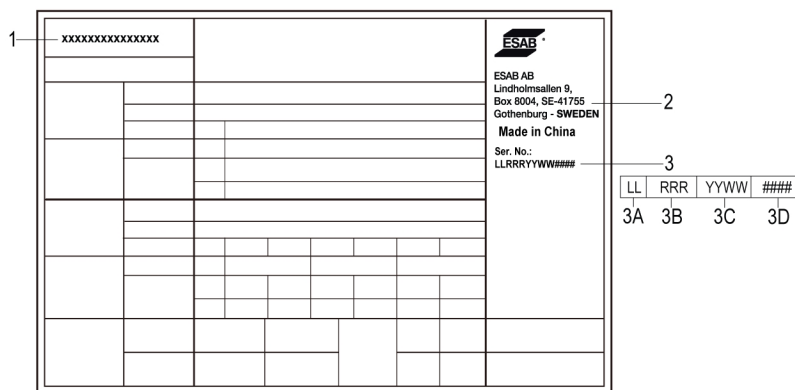 1
xxxxxxxxxxxxxxx
ESAB
ESAB AB
Lindholmsallen 9,
Box 8004, SE-41755
Gothenburg - SWEDEN
2
Made in China
Ser. No.:
LLRRRYYWW####
3
LL RRR YYWW ####
3A 3B 3C 3D